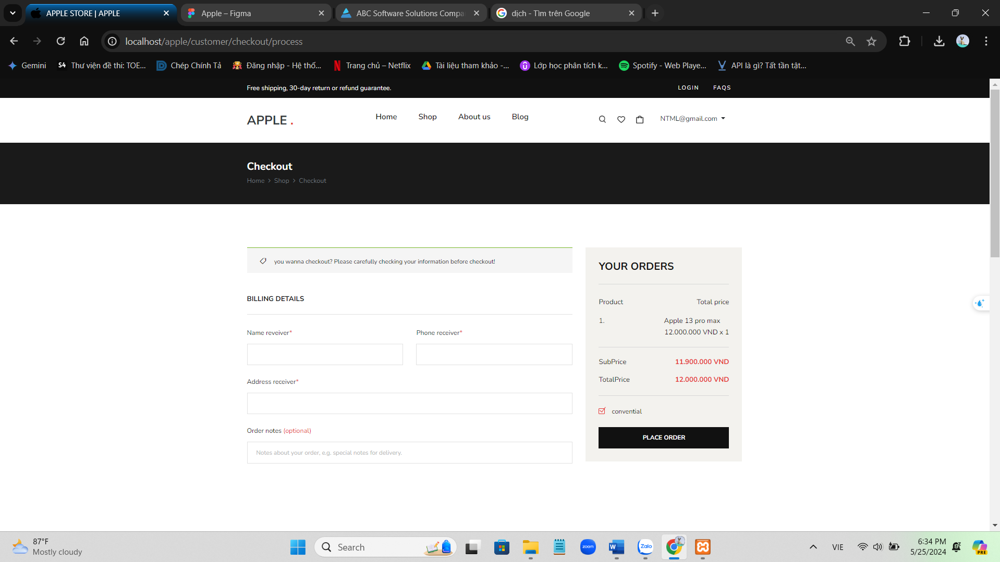 APPLE STORE | APPLE
Apple – Figma
ABC Software Solutions Compa
dịch - Tìm trên Google
localhost/apple/customer/checkout/process
Gemini
S4 Thư viện đề thi: TOE...
Chép Chính Tả
Đăng nhập - Hệ thố...
Trang chủ – Netflix
Tài liệu tham khảo -...
Lớp học phân tích k...
Spotify - Web Playe...
API là gì? Tất tần tật...
Free shipping, 30-day return or refund guarantee.
LOGIN
FAQS
APPLE .
Home
Shop
About us
Blog
NTML@gmail.com
Checkout
Home > Shop > Checkout
you wanna checkout? Please carefully checking your information before checkout!
BILLING DETAILS
Name reveiver*
Phone receiver*
Address receiver*
Order notes (optional)
Notes about your order, e.g. special notes for delivery.
YOUR ORDERS
Product
Total price
1.
Apple 13 pro max
12.000.000 VND x 1
SubPrice
11.900.000 VND
TotalPrice
12.000.000 VND
convential
PLACE ORDER
87°F
Mostly cloudy
Search
zoom
W
Zalo
VIE
6:34 PM
5/25/2024
PRE